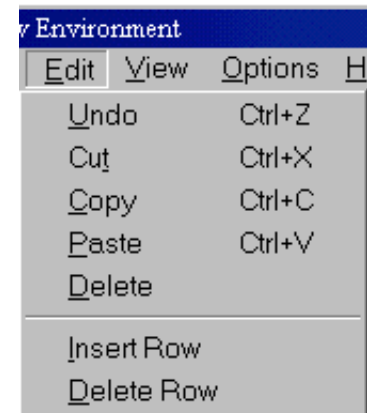 Environment
Edit View Options H
Undo Ctrl+Z
Cut Ctrl+X
Copy Ctrl+C
Paste Ctrl+V
Delete
Insert Row
Delete Row